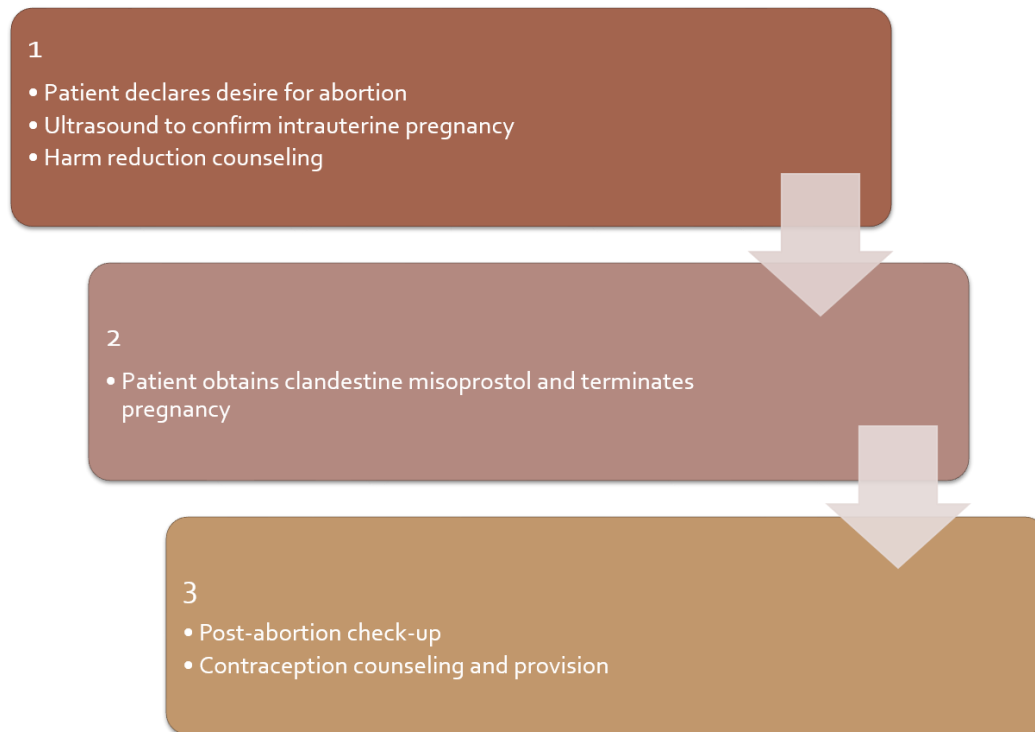 1
• Patient declares desire for abortion
• Ultrasound to confirm intrauterine pregnancy
• Harm reduction counseling
2
• Patient obtains clandestine misoprostol and terminates
pregnancy
3
• Post-abortion check-up
• Contraception counseling and provision